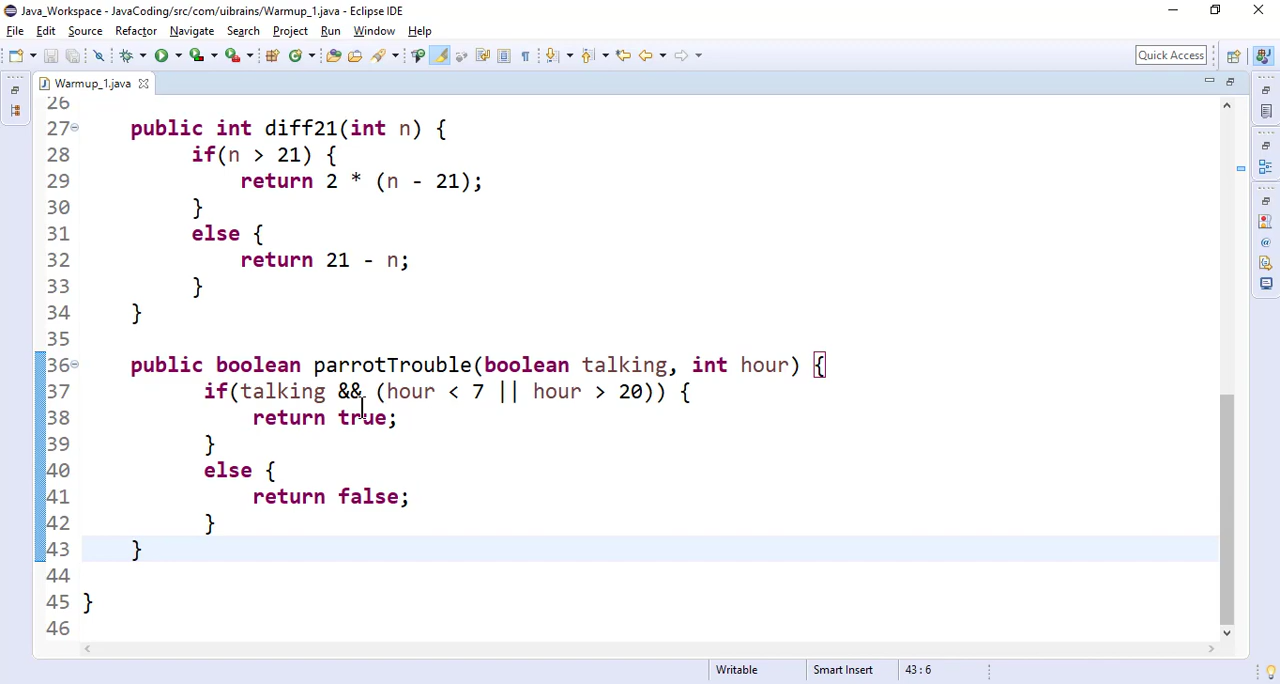 Java_Workspace - JavaCoding/src/com/uibrains/Warmup_1.java - Eclipse IDE
File Edit Source Refactor Navigate Search Project Run Window Help
Quick Access
Warmup_1.java
26
27 public int diff21(int n) {
28 if(n > 21) {
29 return 2 * (n - 21);
30 }
31 else {
32 return 21 - n;
33 }
34 }
35
36 public boolean parrotTrouble(boolean talking, int hour) {
37 if(talking && (hour < 7 || hour > 20)) {
38 return true;
39 }
40 else {
41 return false;
42 }
43 }
44
45 }
46
Writable Smart Insert 43 : 6